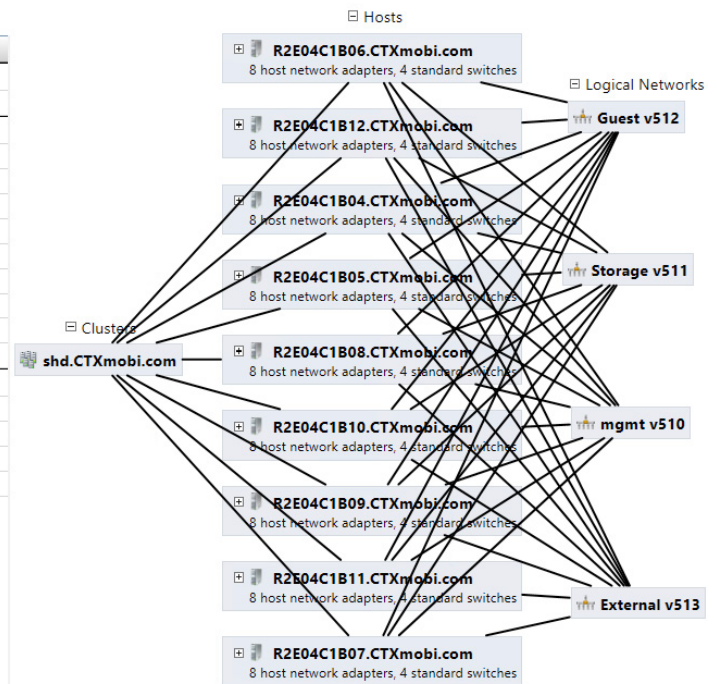 Hosts
R2E04C1B06.CTXmobi.com
8 host network adapters, 4 standard switches
Logical Networks
Guest v512
R2E04C1B12.CTXmobi.com
8 host network adapters, 4 standard switches
R2E04C1B04.CTXmobi.com
8 host network adapters, 4 standard switches
Storage v511
R2E04C1B05.CTXmobi.com
8 host network adapters, 4 standard switches
Clusters
shd.CTXmobi.com
R2E04C1B08.CTXmobi.com
8 host network adapters, 4 standard switches
mgmt v510
R2E04C1B10.CTXmobi.com
8 host network adapters, 4 standard switches
R2E04C1B09.CTXmobi.com
8 host network adapters, 4 standard switches
R2E04C1B11.CTXmobi.com
8 host network adapters, 4 standard switches
External v513
R2E04C1B07.CTXmobi.com
8 host network adapters, 4 standard switches